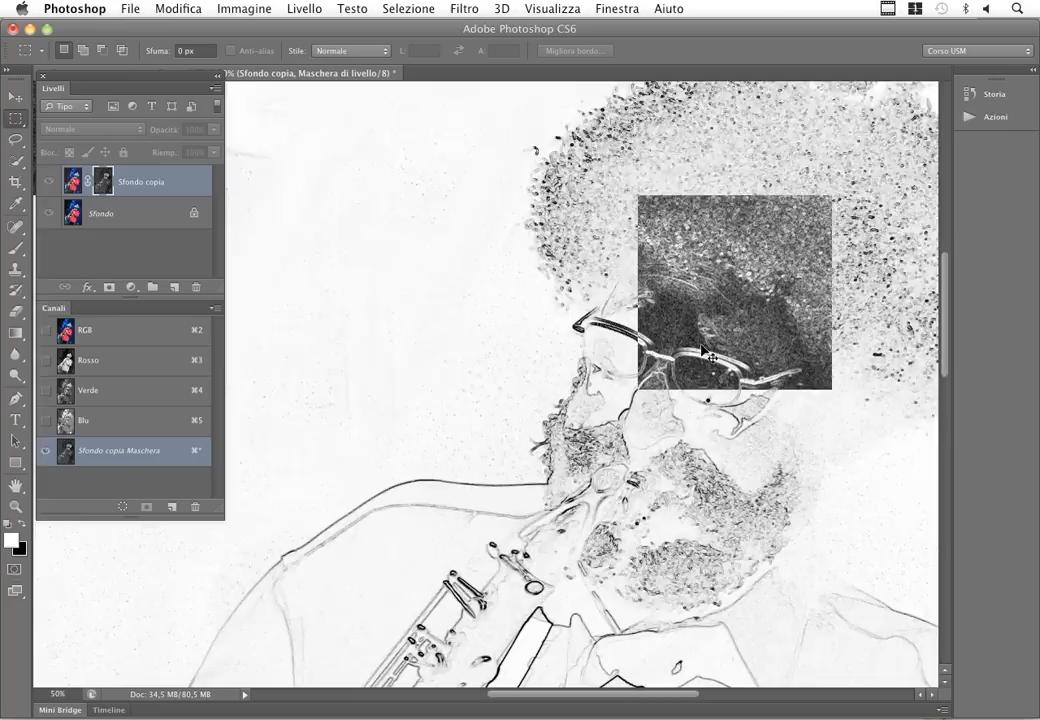 Photoshop File Modifica Immagine Livello Testo Selezione Filtro 3D Visualizza Finestra Aiuto
Adobe Photoshop CS6
Sfuma: 0 px Anti-alias Stile: Normale L: A: Migliora bordo... Corso USM
0% (Sfondo copia, Maschera di livello/8) *
Livelli
Tipo
Normale Opacità: 100%
Bloc.: Riemp.: 100%
Sfondo copia
Sfondo
Canali
RGB ⌘2
Rosso ⌘3
Verde ⌘4
Blu ⌘5
Sfondo copia Maschera ⌘\
Storia
Azioni
50% Doc: 34,5 MB/80,5 MB
Mini Bridge Timeline